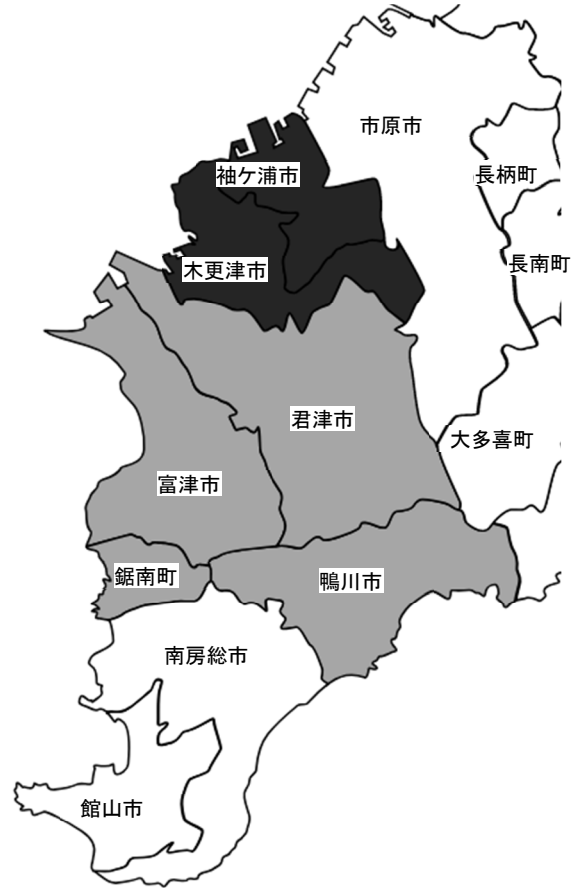 市原市
長柄町
袖ケ浦市
長南町
木更津市
君津市
大多喜町
富津市
鋸南町
鴨川市
南房総市
館山市